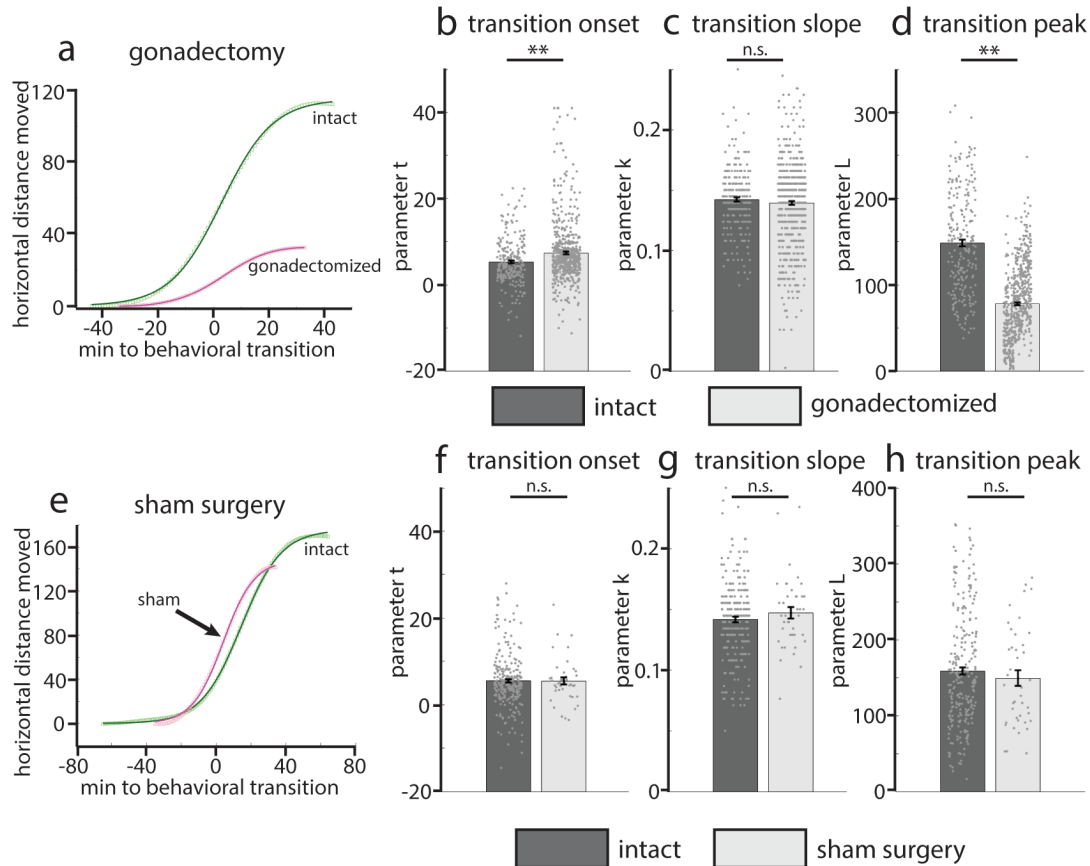 a gonadectomy
horizontal distance moved
120
80
40
0
-40 -20 0 20 40
min to behavioral transition
intact
gonadectomized
b transition onset
**
parameter t
40
20
0
-20
c transition slope
n.s.
parameter k
0.2
0.1
0
d transition peak
**
parameter L
300
200
100
0
intact
gonadectomized
e sham surgery
horizontal distance moved
160
120
80
40
0
-80 -40 0 40 80
min to behavioral transition
intact
sham
f transition onset
n.s.
parameter t
40
20
0
-20
g transition slope
n.s.
parameter k
0.2
0.1
0
h transition peak
n.s.
parameter L
400
300
200
100
0
intact
sham surgery